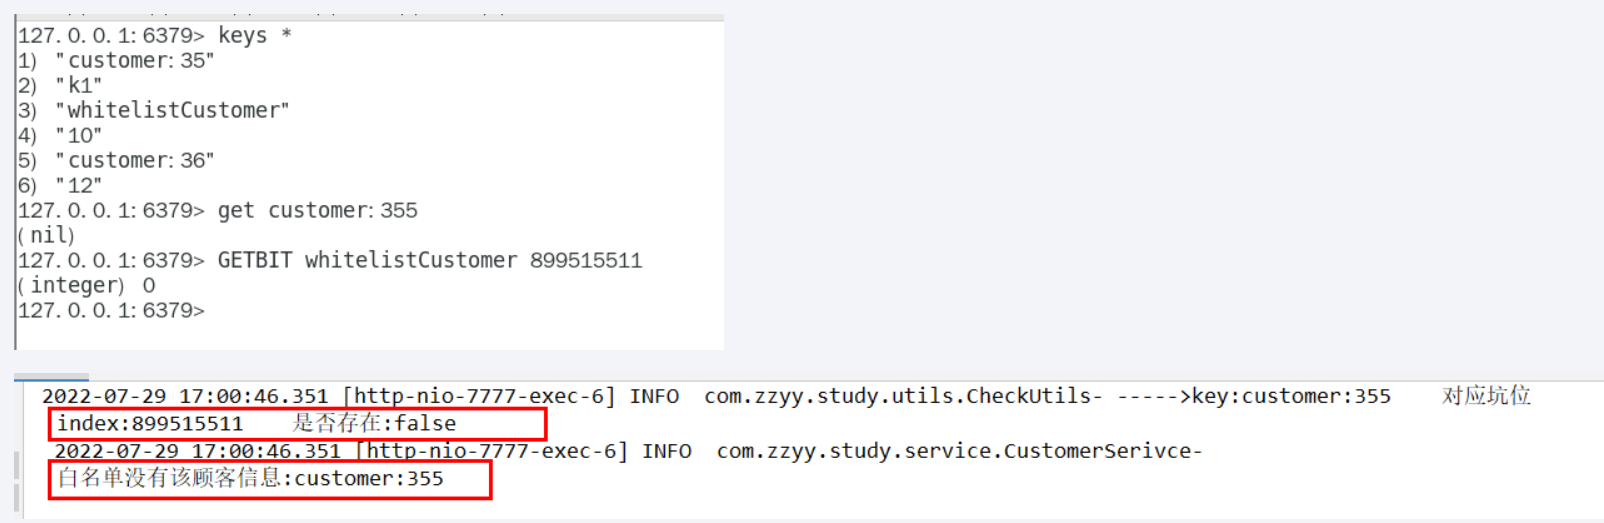 127.0.0.1:6379> keys *
1) "customer:35"
2) "k1"
3) "whitelistCustomer"
4) "10"
5) "customer:36"
6) "12"
127.0.0.1:6379> get customer:355
(nil)
127.0.0.1:6379> GETBIT whitelistCustomer 899515511
(integer) 0
127.0.0.1:6379>
2022-07-29 17:00:46.351 [http-nio-7777-exec-6] INFO com.zzyy.study.utils.CheckUtils- ----->key:customer:355 对应坑位
index:899515511 是否存在:false
2022-07-29 17:00:46.351 [http-nio-7777-exec-6] INFO com.zzyy.study.service.CustomerSerivce-
白名单没有该顾客信息:customer:355